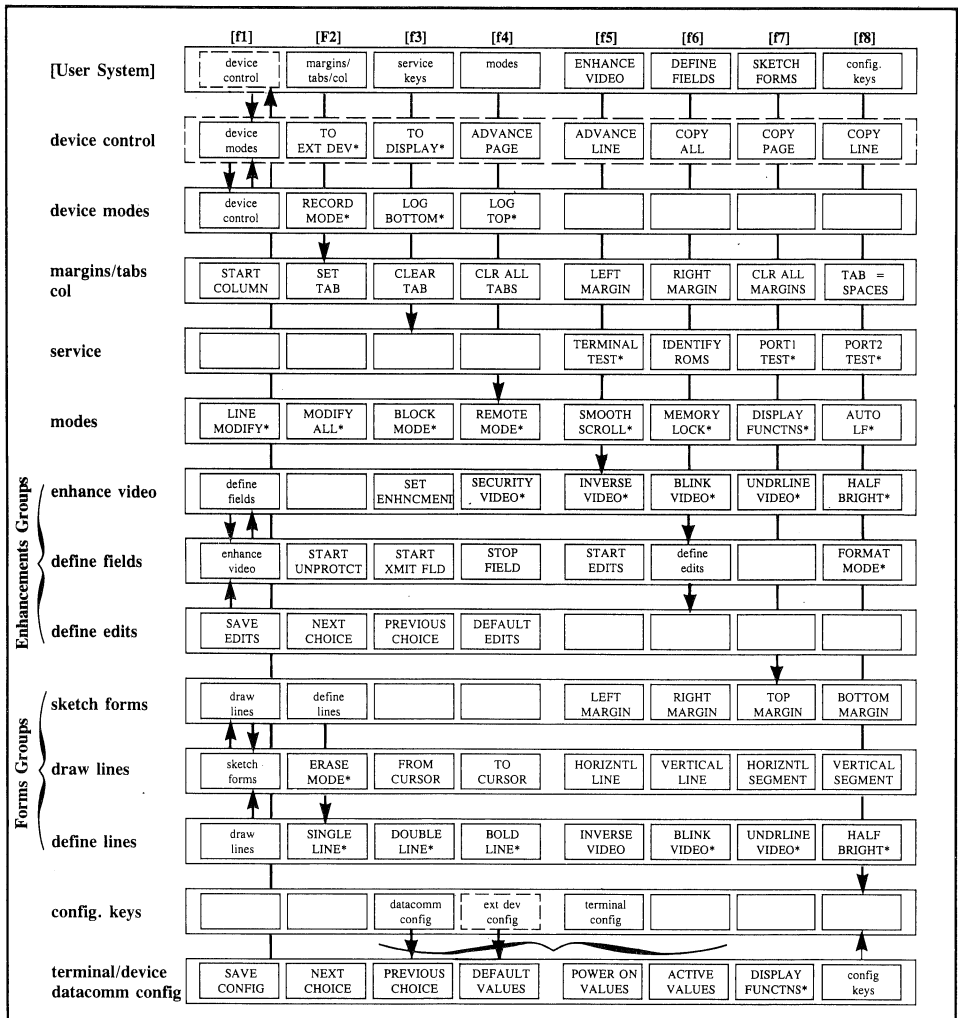 [f1] [F2] [f3] [f4] [f5] [f6] [f7] [f8]
[User System]
device control
margins/ tabs/col
service keys
modes
ENHANCE VIDEO
DEFINE FIELDS
SKETCH FORMS
config. keys
device control
device modes
TO EXT DEV*
TO DISPLAY*
ADVANCE PAGE
ADVANCE LINE
COPY ALL
COPY PAGE
COPY LINE
device modes
device control
RECORD MODE*
LOG BOTTOM*
LOG TOP*
margins/tabs col
START COLUMN
SET TAB
CLEAR TAB
CLR ALL TABS
LEFT MARGIN
RIGHT MARGIN
CLR ALL MARGINS
TAB = SPACES
service
TERMINAL TEST*
IDENTIFY ROMS
PORT1 TEST*
PORT2 TEST*
modes
LINE MODIFY*
MODIFY ALL*
BLOCK MODE*
REMOTE MODE*
SMOOTH SCROLL*
MEMORY LOCK*
DISPLAY FUNCTNS*
AUTO LF*
Enhancements Groups
enhance video
define fields
SET ENHNCMENT
SECURITY VIDEO*
INVERSE VIDEO*
BLINK VIDEO*
UNDRLINE VIDEO*
HALF BRIGHT*
define fields
enhance video
START UNPROTCT
START XMIT FLD
STOP FIELD
START EDITS
define edits
FORMAT MODE*
define edits
SAVE EDITS
NEXT CHOICE
PREVIOUS CHOICE
DEFAULT EDITS
Forms Groups
sketch forms
draw lines
define lines
LEFT MARGIN
RIGHT MARGIN
TOP MARGIN
BOTTOM MARGIN
draw lines
sketch forms
ERASE MODE*
FROM CURSOR
TO CURSOR
HORIZNTL LINE
VERTICAL LINE
HORIZNTL SEGMENT
VERTICAL SEGMENT
define lines
draw lines
SINGLE LINE*
DOUBLE LINE*
BOLD LINE*
INVERSE VIDEO
BLINK VIDEO*
UNDRLINE VIDEO*
HALF BRIGHT*
config. keys
datacomm config
ext dev config
terminal config
terminal/device datacomm config
SAVE CONFIG
NEXT CHOICE
PREVIOUS CHOICE
DEFAULT VALUES
POWER ON VALUES
ACTIVE VALUES
DISPLAY FUNCTNS*
config keys